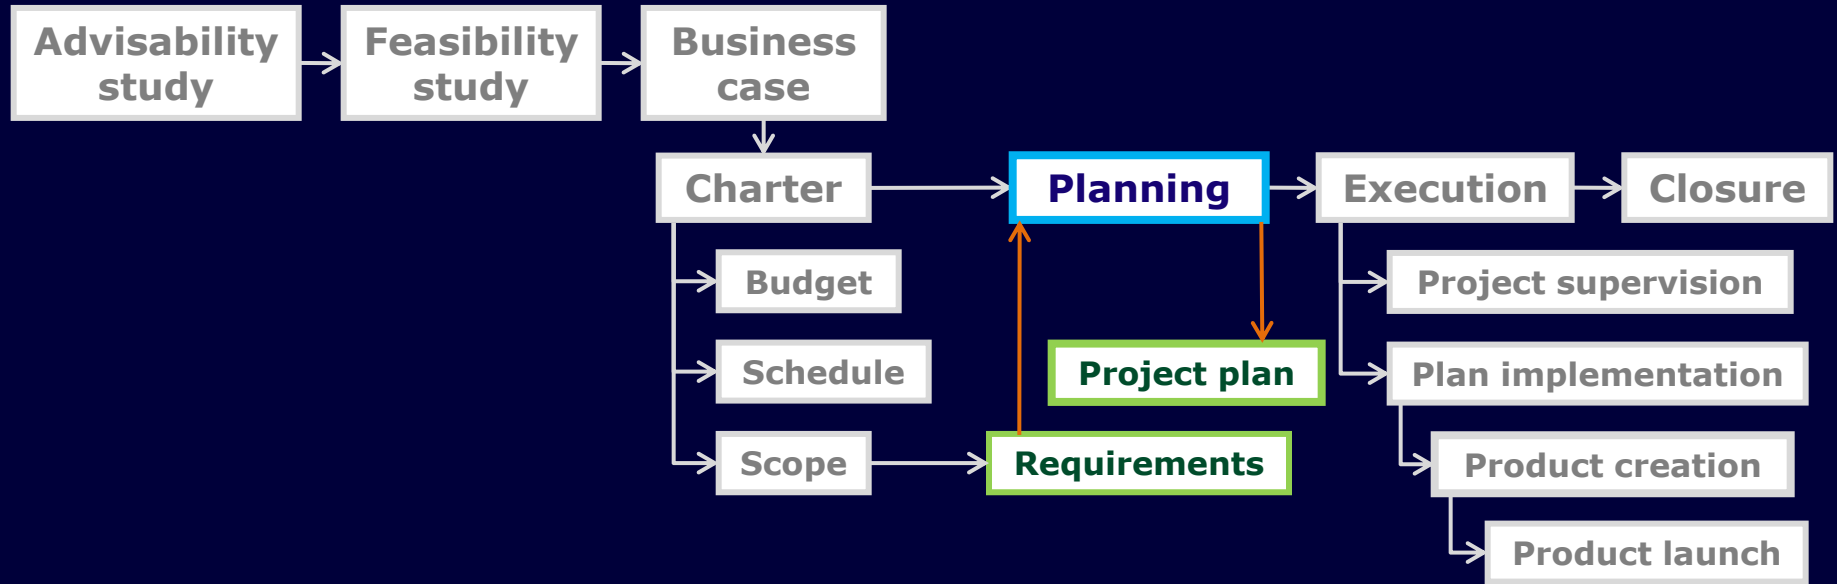 Advisability
study
Feasibility
study
Business
case
Charter
Planning
Execution
Closure
Budget
Project supervision
Schedule
Project plan
Plan implementation
Scope
Requirements
Product creation
Product launch